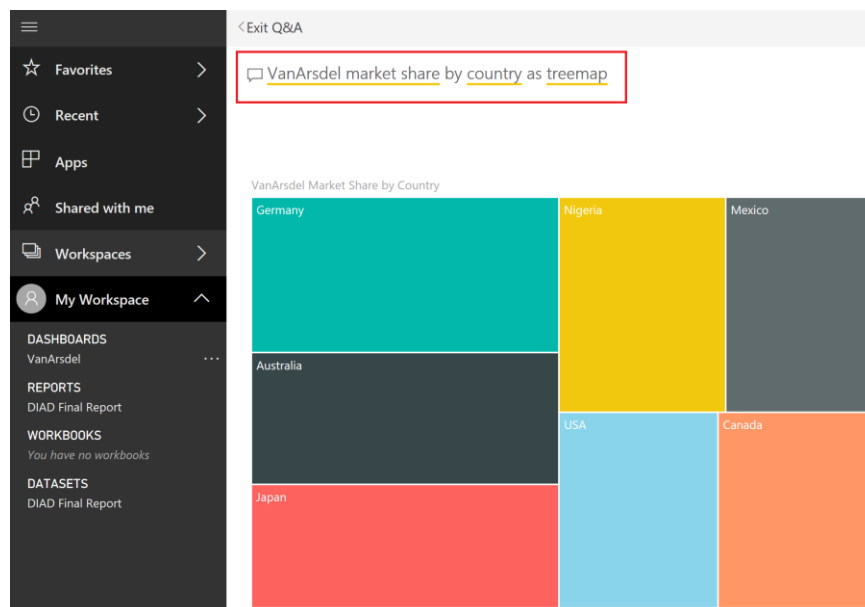 Exit Q&A
Favorites
Recent
Apps
Shared with me
Workspaces
My Workspace
DASHBOARDS
VanArsdel
REPORTS
DIAD Final Report
WORKBOOKS
You have no workbooks
DATASETS
DIAD Final Report
VanArsdel market share by country as treemap
VanArsdel Market Share by Country
Germany
Nigeria
Mexico
Australia
USA
Canada
Japan